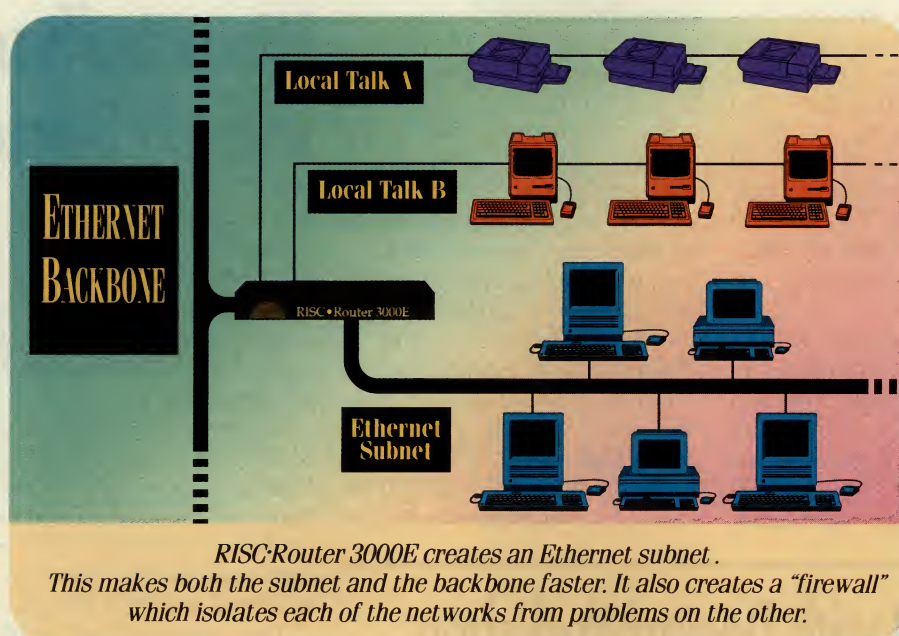 Local Talk A
Local Talk B
ETHERNET
BACKBONE
RISC•Router 3000E
Ethernet
Subnet
RISC•Router 3000E creates an Ethernet subnet.
This makes both the subnet and the backbone faster. It also creates a "firewall"
which isolates each of the networks from problems on the other.